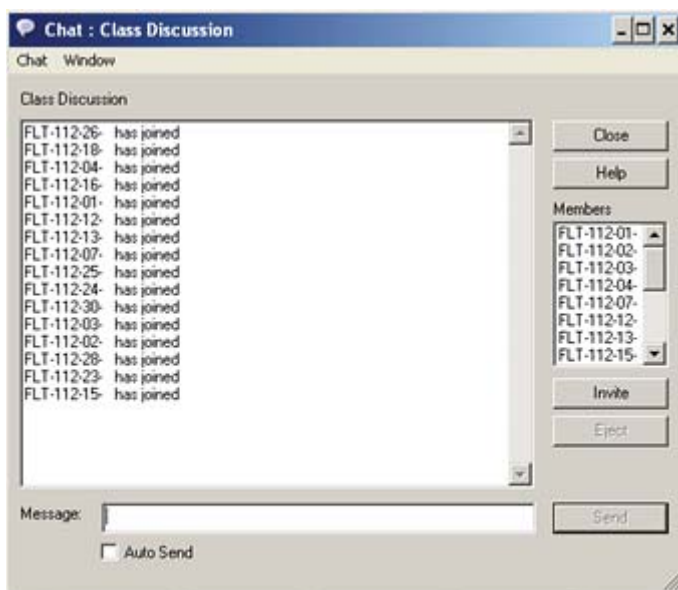 Chat : Class Discussion
Chat Window
Class Discussion
FLT-112-26- has joined
FLT-112-18- has joined
FLT-112-04- has joined
FLT-112-16- has joined
FLT-112-01- has joined
FLT-112-12- has joined
FLT-112-13- has joined
FLT-112-07- has joined
FLT-112-25- has joined
FLT-112-24- has joined
FLT-112-30- has joined
FLT-112-03- has joined
FLT-112-02- has joined
FLT-112-28- has joined
FLT-112-23- has joined
FLT-112-15- has joined
Close
Help
Members
FLT-112-01-
FLT-112-02-
FLT-112-03-
FLT-112-04-
FLT-112-07-
FLT-112-12-
FLT-112-13-
FLT-112-15-
Invite
Eject
Message:
Send
Auto Send